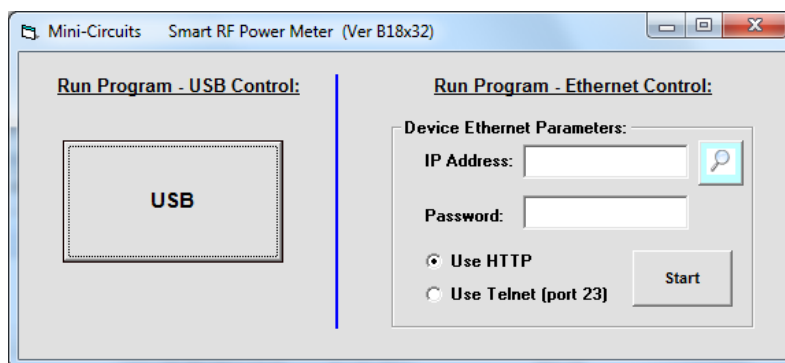 Mini-Circuits Smart RF Power Meter (Ver B18x32)
Run Program - USB Control:
USB
Run Program - Ethernet Control:
Device Ethernet Parameters:
IP Address:
Password:
Use HTTP
Use Telnet (port 23)
Start